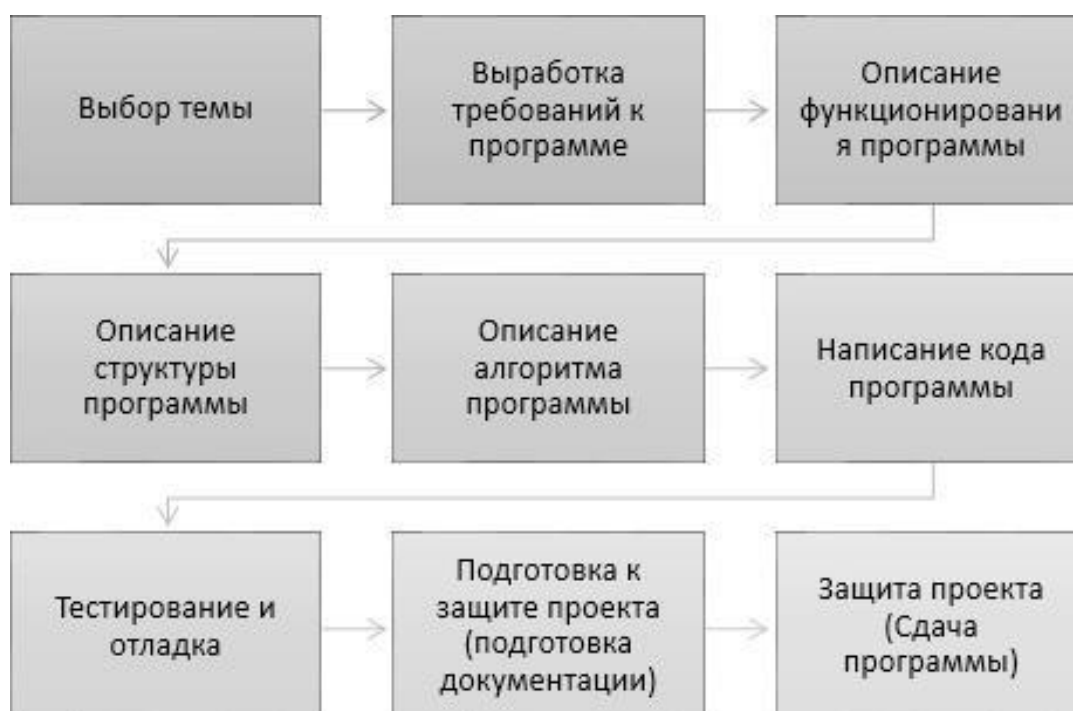 Выбор темы
Выработка
требований к
программе
Описание
функционировани
я программы
Описание
структуры
программы
Описание
алгоритма
программы
Написание кода
программы
Тестирование и
отладка
Подготовка к
защите проекта
(подготовка
документации)
Защита проекта
(Сдача
программы)